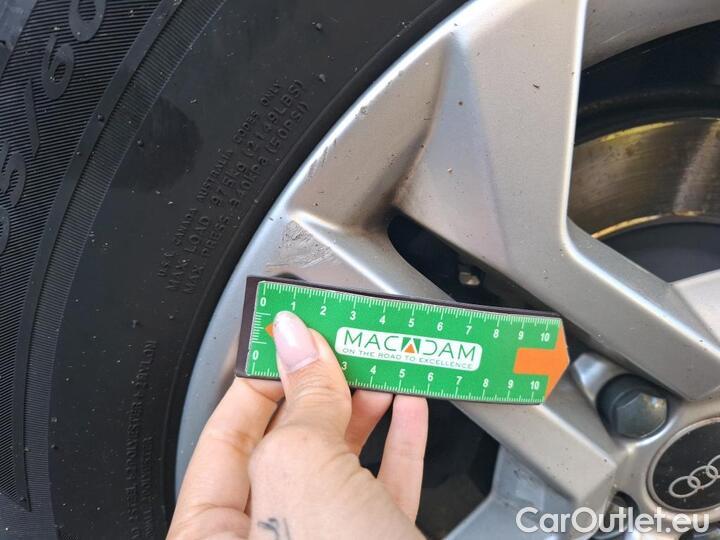 /60
US & CANADA AUSTRALIA CODES ONLY
MAX. LOAD 975kg (2149LBS)
MAX. PRESS. 340kPa (50PSI)
0 1 2 3 4 5 6 7 8 9 10
MACADAM
ON THE ROAD TO EXCELLENCE
0 3 4 5 6 7 8 9 10
CarOutlet.eu